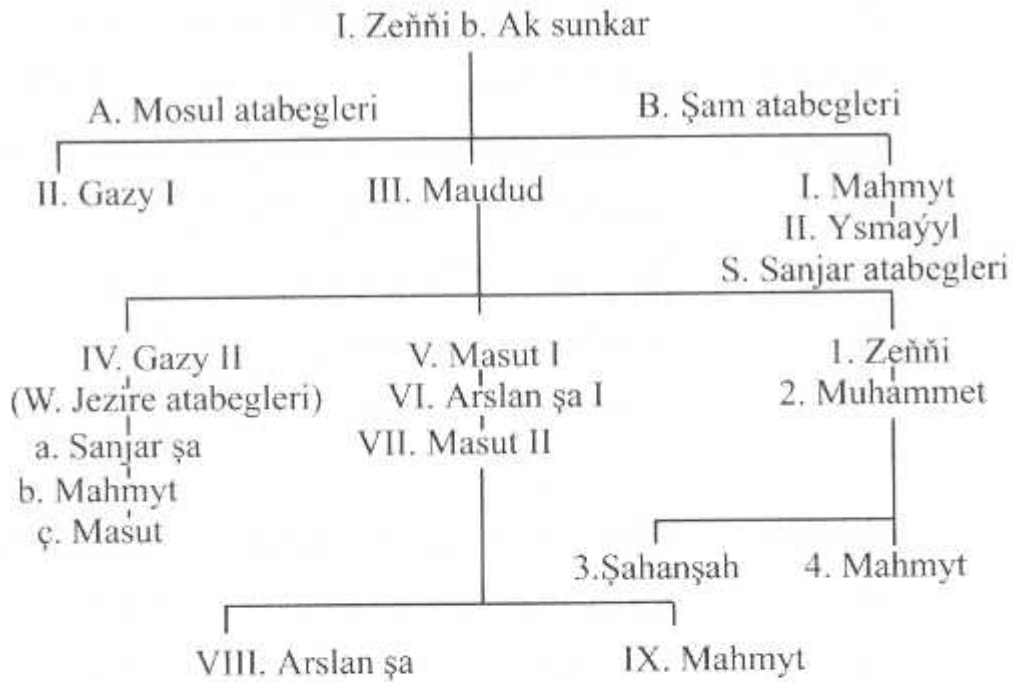 I. Zeňňi b. Ak sunkar
A. Mosul atabegleri
B. Şam atabegleri
II. Gazy I
III. Maudud
I. Mahmyt
II. Ysmaýyl
S. Sanjar atabegleri
IV. Gazy II
V. Masut I
1. Zeňňi
(W. Jezire atabegleri)
VI. Arslan şa I
2. Muhammet
a. Sanjar şa
VII. Masut II
b. Mahmyt
ç. Masut
3.Şahanşah
4. Mahmyt
VIII. Arslan şa
IX. Mahmyt